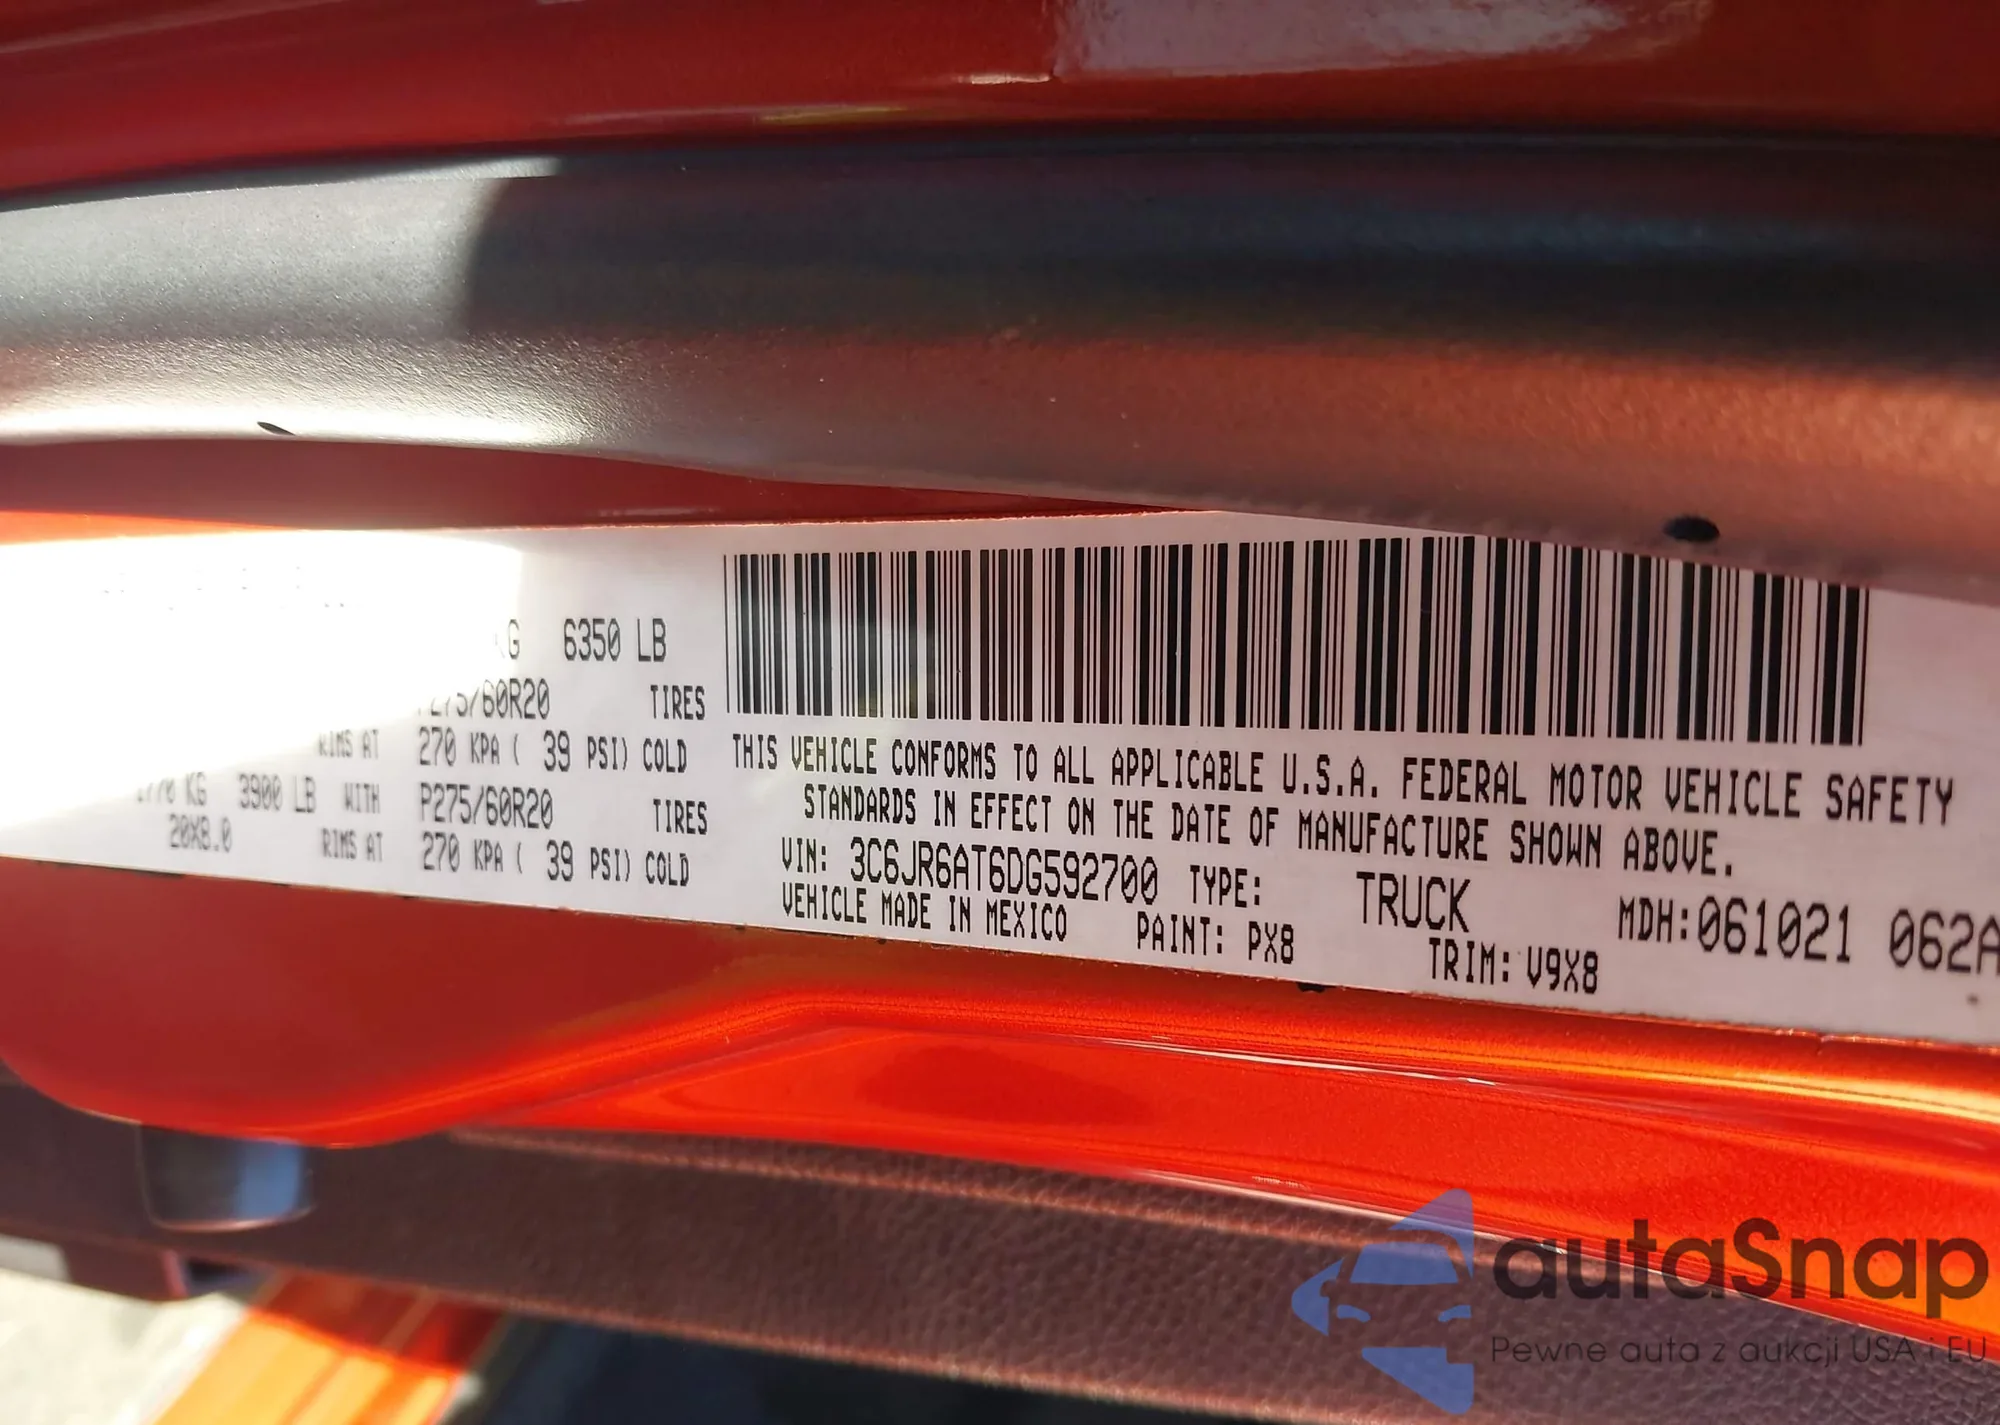 6350 LB
275/60R20 TIRES
RIMS AT 270 KPA ( 39 PSI) COLD
KG 3900 LB WITH P275/60R20 TIRES
20X8.0 RIMS AT 270 KPA ( 39 PSI) COLD
THIS VEHICLE CONFORMS TO ALL APPLICABLE U.S.A. FEDERAL MOTOR VEHICLE SAFETY
STANDARDS IN EFFECT ON THE DATE OF MANUFACTURE SHOWN ABOVE.
VIN: 3C6JR6AT6DG592700 TYPE: TRUCK MDH:061021 062A
VEHICLE MADE IN MEXICO PAINT: PX8 TRIM: V9X8
autaSnap
Pewne auta z aukcji USA i EU